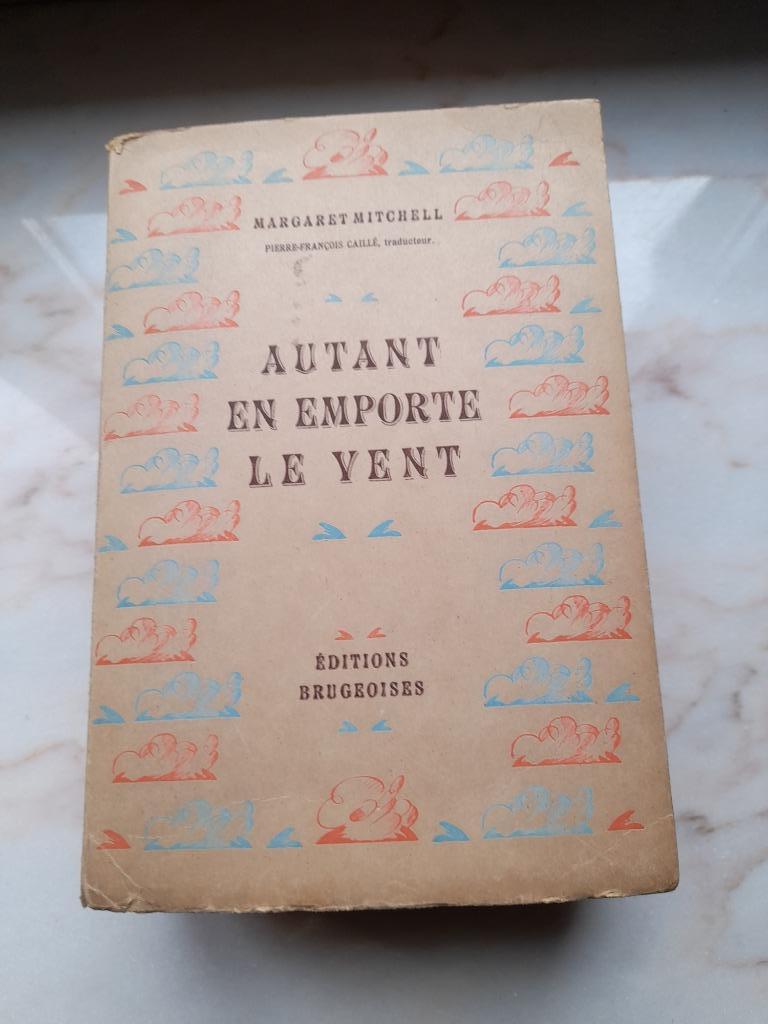 MARGARET MITCHELL
PIERRE-FRANÇOIS CAILLÉ, traducteur.
AUTANT
EN EMPORTE
LE VENT
ÉDITIONS
BRUGEOISES